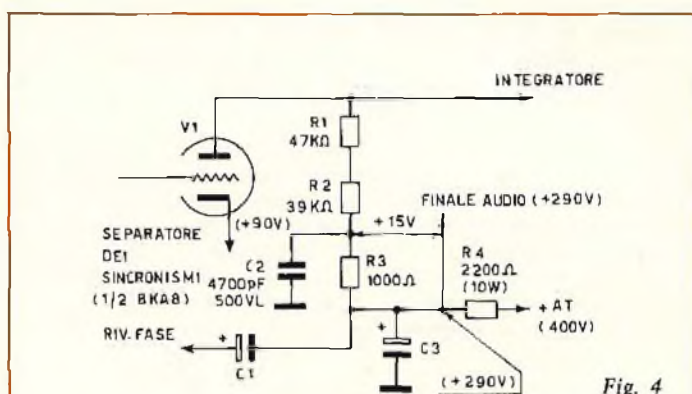 INTEGRATORE
V1
R1
47KΩ
R2
39KΩ
(+90V)
FINALE AUDIO (+290V)
+15V
SEPARATORE
DEI
SINCRONISMI
(1/2 BKA8)
C2
4700pF
500VL
R3
1000Ω
R4
2200Ω
(10W)
+AT
(400V)
RIV. FASE
+
C1
+
C3
(+290V)
Fig. 4